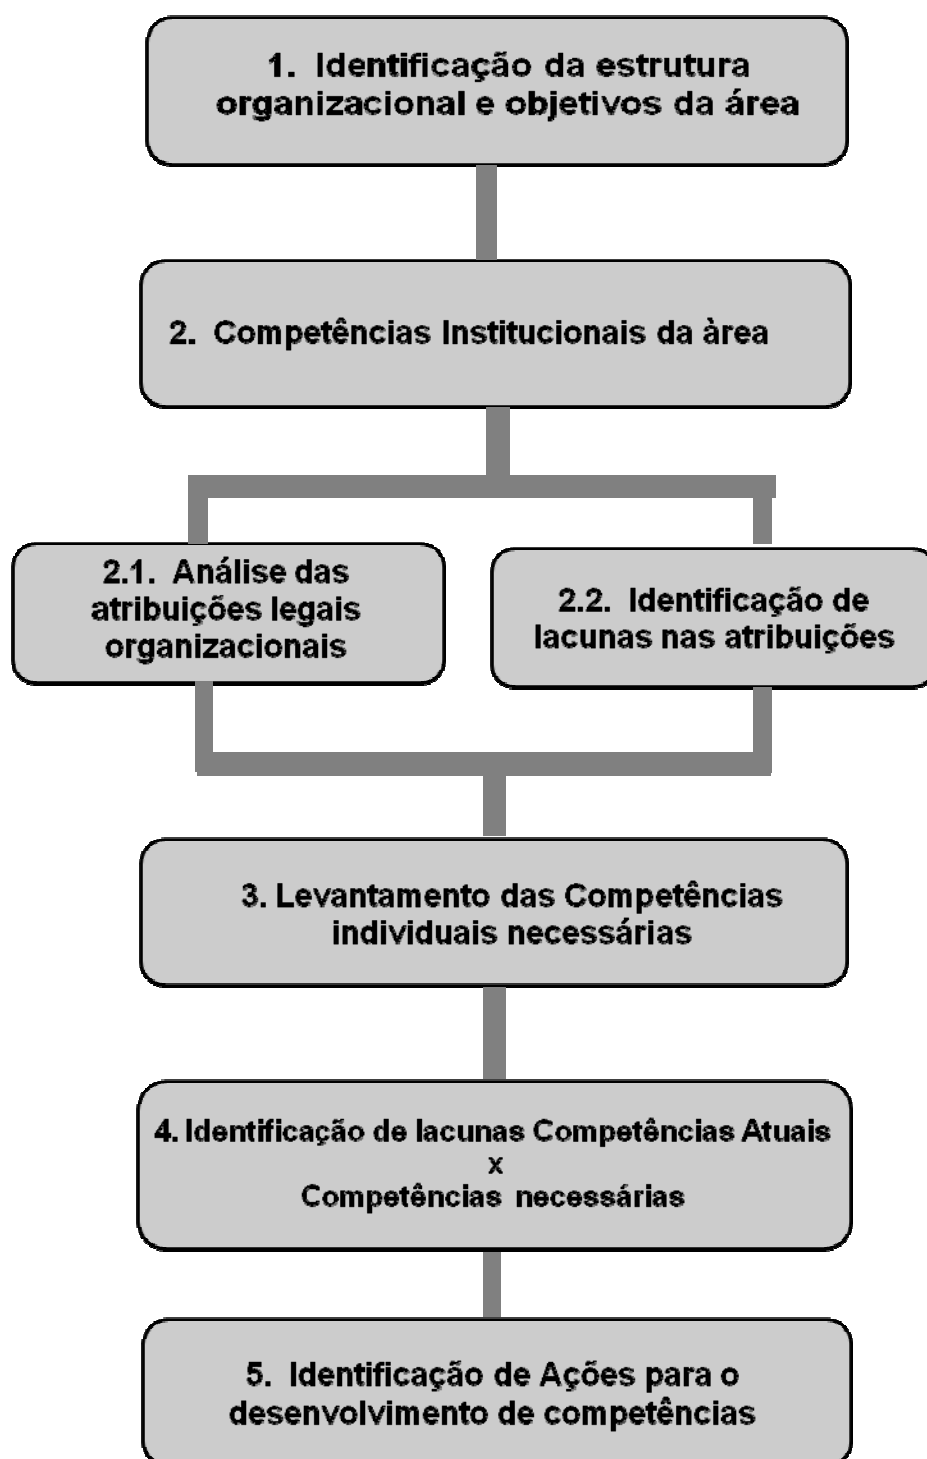 1. Identificação da estrutura
organizacional e objetivos da área
2. Competências Institucionais da àrea
2.1. Análise das
atribuições legais
organizacionais
2.2. Identificação de
lacunas nas atribuições
3. Levantamento das Competências
individuais necessárias
4. Identificação de lacunas Competências Atuais
x
Competências necessárias
5. Identificação de Ações para o
desenvolvimento de competências